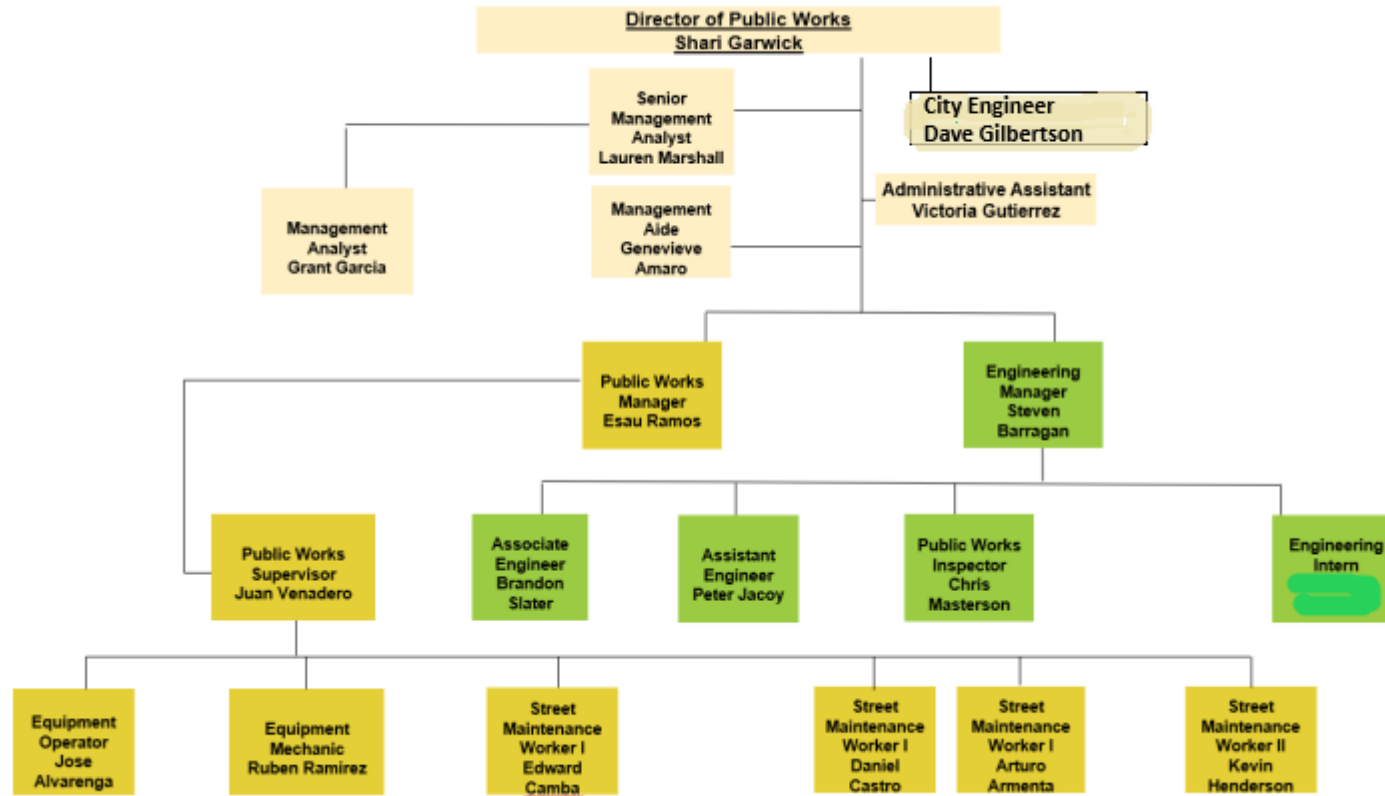 Director of Public Works
Shari Garwick
City Engineer
Dave Gilbertson
Senior
Management
Analyst
Lauren Marshall
Administrative Assistant
Victoria Gutierrez
Management
Analyst
Grant Garcia
Management
Aide
Genevieve
Amaro
Public Works
Manager
Esau Ramos
Engineering
Manager
Steven
Barragan
Public Works
Supervisor
Juan Venadero
Associate
Engineer
Brandon
Slater
Assistant
Engineer
Peter Jacoy
Public Works
Inspector
Chris
Masterson
Engineering
Intern
Equipment
Operator
Jose
Alvarenga
Equipment
Mechanic
Ruben Ramirez
Street
Maintenance
Worker I
Edward
Camba
Street
Maintenance
Worker I
Daniel
Castro
Street
Maintenance
Worker I
Arturo
Armenta
Street
Maintenance
Worker II
Kevin
Henderson